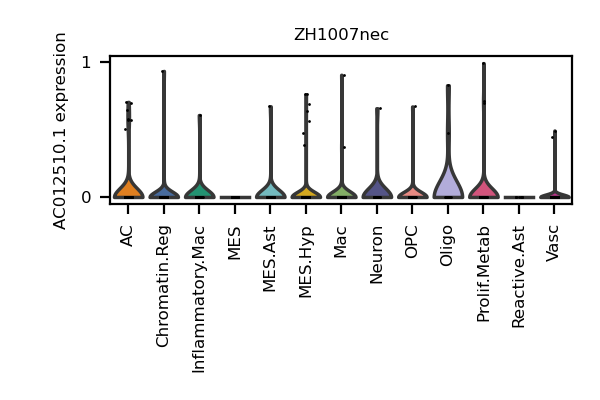 ZH1007nec
AC012510.1 expression
1
0
AC
Chromatin.Reg
Inflammatory.Mac
MES
MES.Ast
MES.Hyp
Mac
Neuron
OPC
Oligo
Prolif.Metab
Reactive.Ast
Vasc